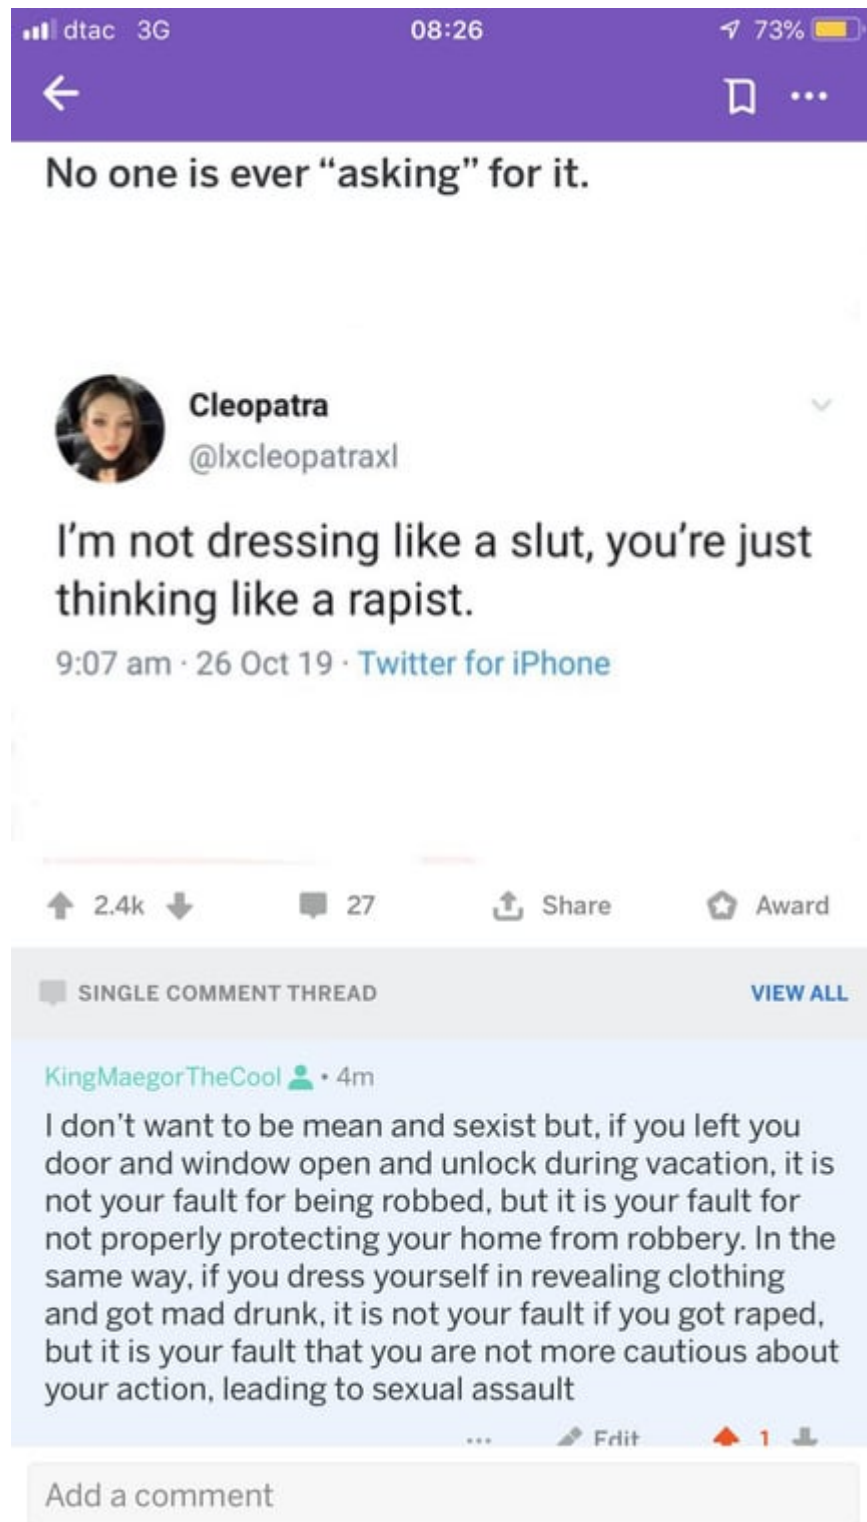 dtac 3G 08:26 73%
No one is ever “asking” for it.
Cleopatra
@lxcleopatraxl
I’m not dressing like a slut, you’re just
thinking like a rapist.
9:07 am · 26 Oct 19 · Twitter for iPhone
2.4k 27 Share Award
SINGLE COMMENT THREAD VIEW ALL
KingMaegorTheCool • 4m
I don’t want to be mean and sexist but, if you left you
door and window open and unlock during vacation, it is
not your fault for being robbed, but it is your fault for
not properly protecting your home from robbery. In the
same way, if you dress yourself in revealing clothing
and got mad drunk, it is not your fault if you got raped,
but it is your fault that you are not more cautious about
your action, leading to sexual assault
... Edit 1
Add a comment